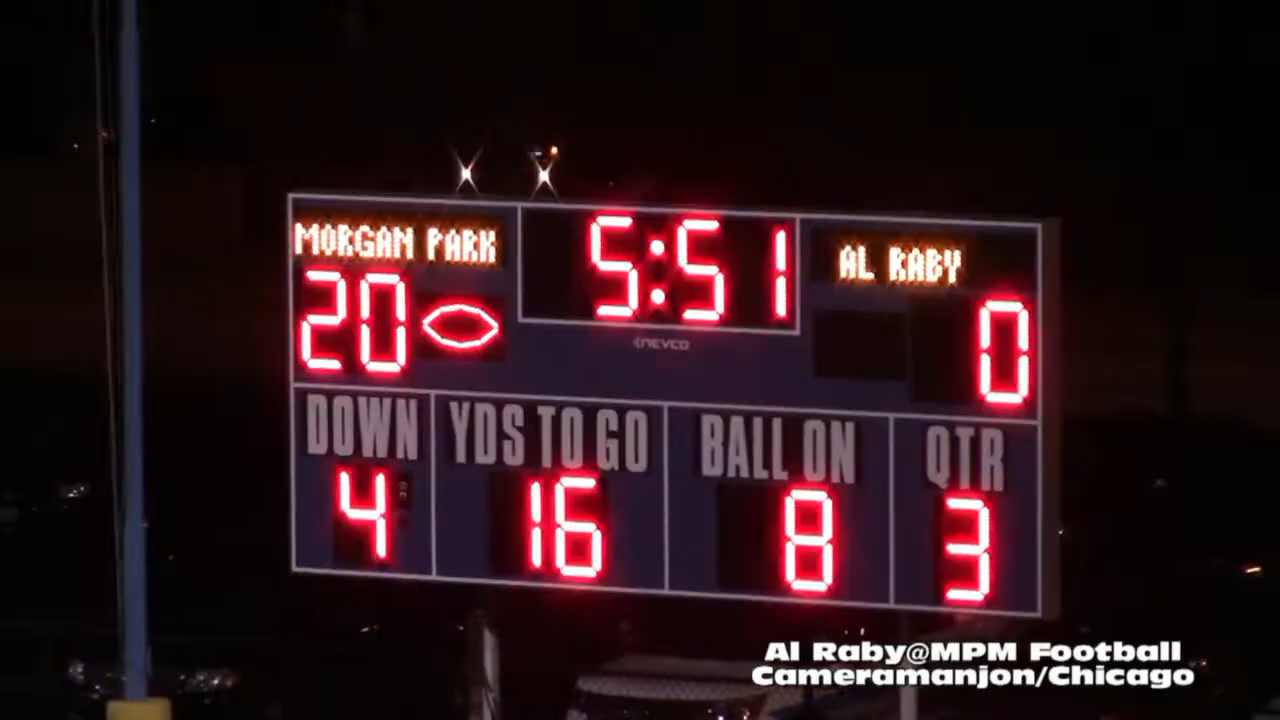 MORGAN PARK
5:51
AL RABY
20
0
NEVCO
DOWN
YDS TO GO
BALL ON
QTR
4
16
8
3
Al Raby@MPM Football
Cameramanjon/Chicago